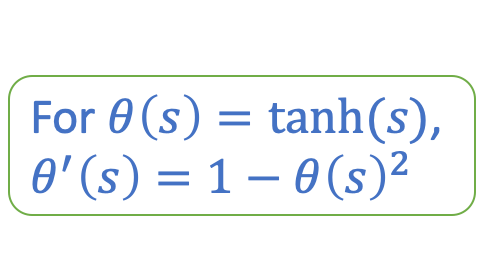 For θ(s) = tanh(s),
θ′(s) = 1 − θ(s)²